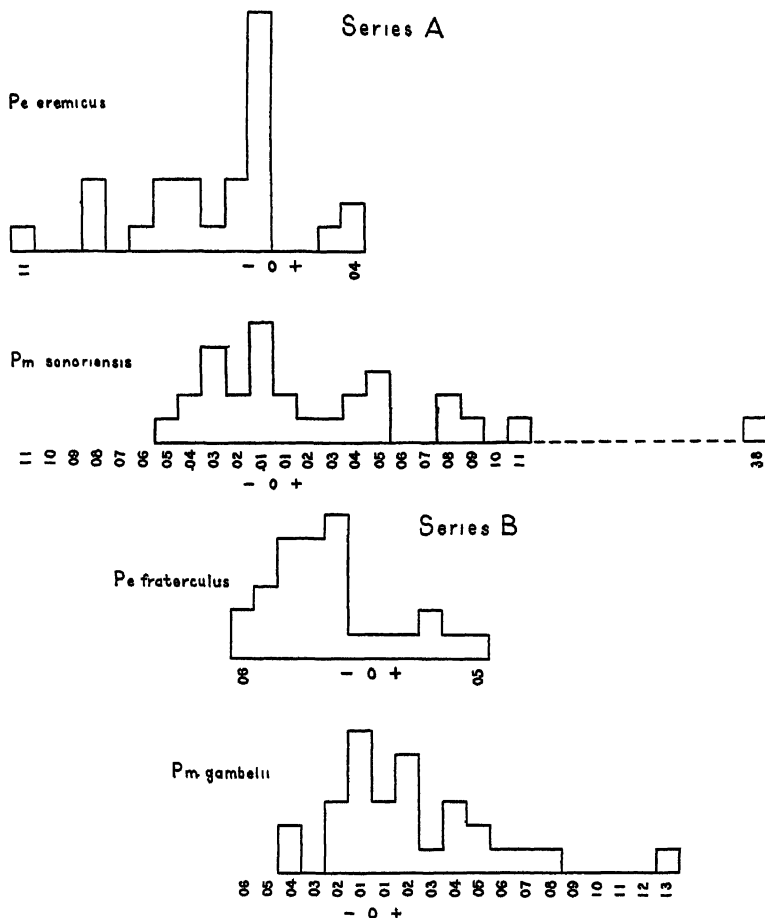 Series A
Pe eremicus
11 - 0 + 04
Pm sonoriensis
11 10 09 08 07 06 05 04 03 02 01 01 02 03 04 05 06 07 08 09 10 11 38
- 0 +
Series B
Pe fraterculus
06 - 0 + 05
Pm gambelii
06 05 04 03 02 01 01 02 03 04 05 06 07 08 09 10 11 12 13
- 0 +